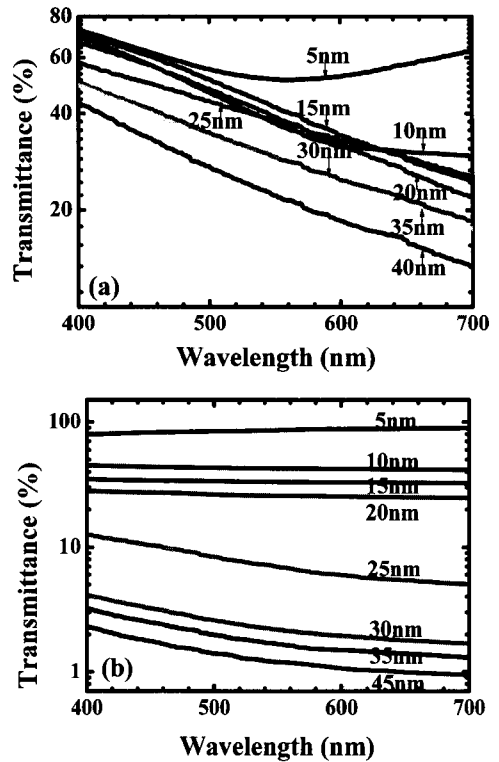 80
5nm
Transmittance (%)
40
15nm
25nm
10nm
30nm
20nm
20
35nm
40nm
(a)
400 500 600 700
Wavelength (nm)
100
5nm
10nm
15nm
20nm
Transmittance (%)
10
25nm
30nm
35nm
1
(b)
45nm
400 500 600 700
Wavelength (nm)